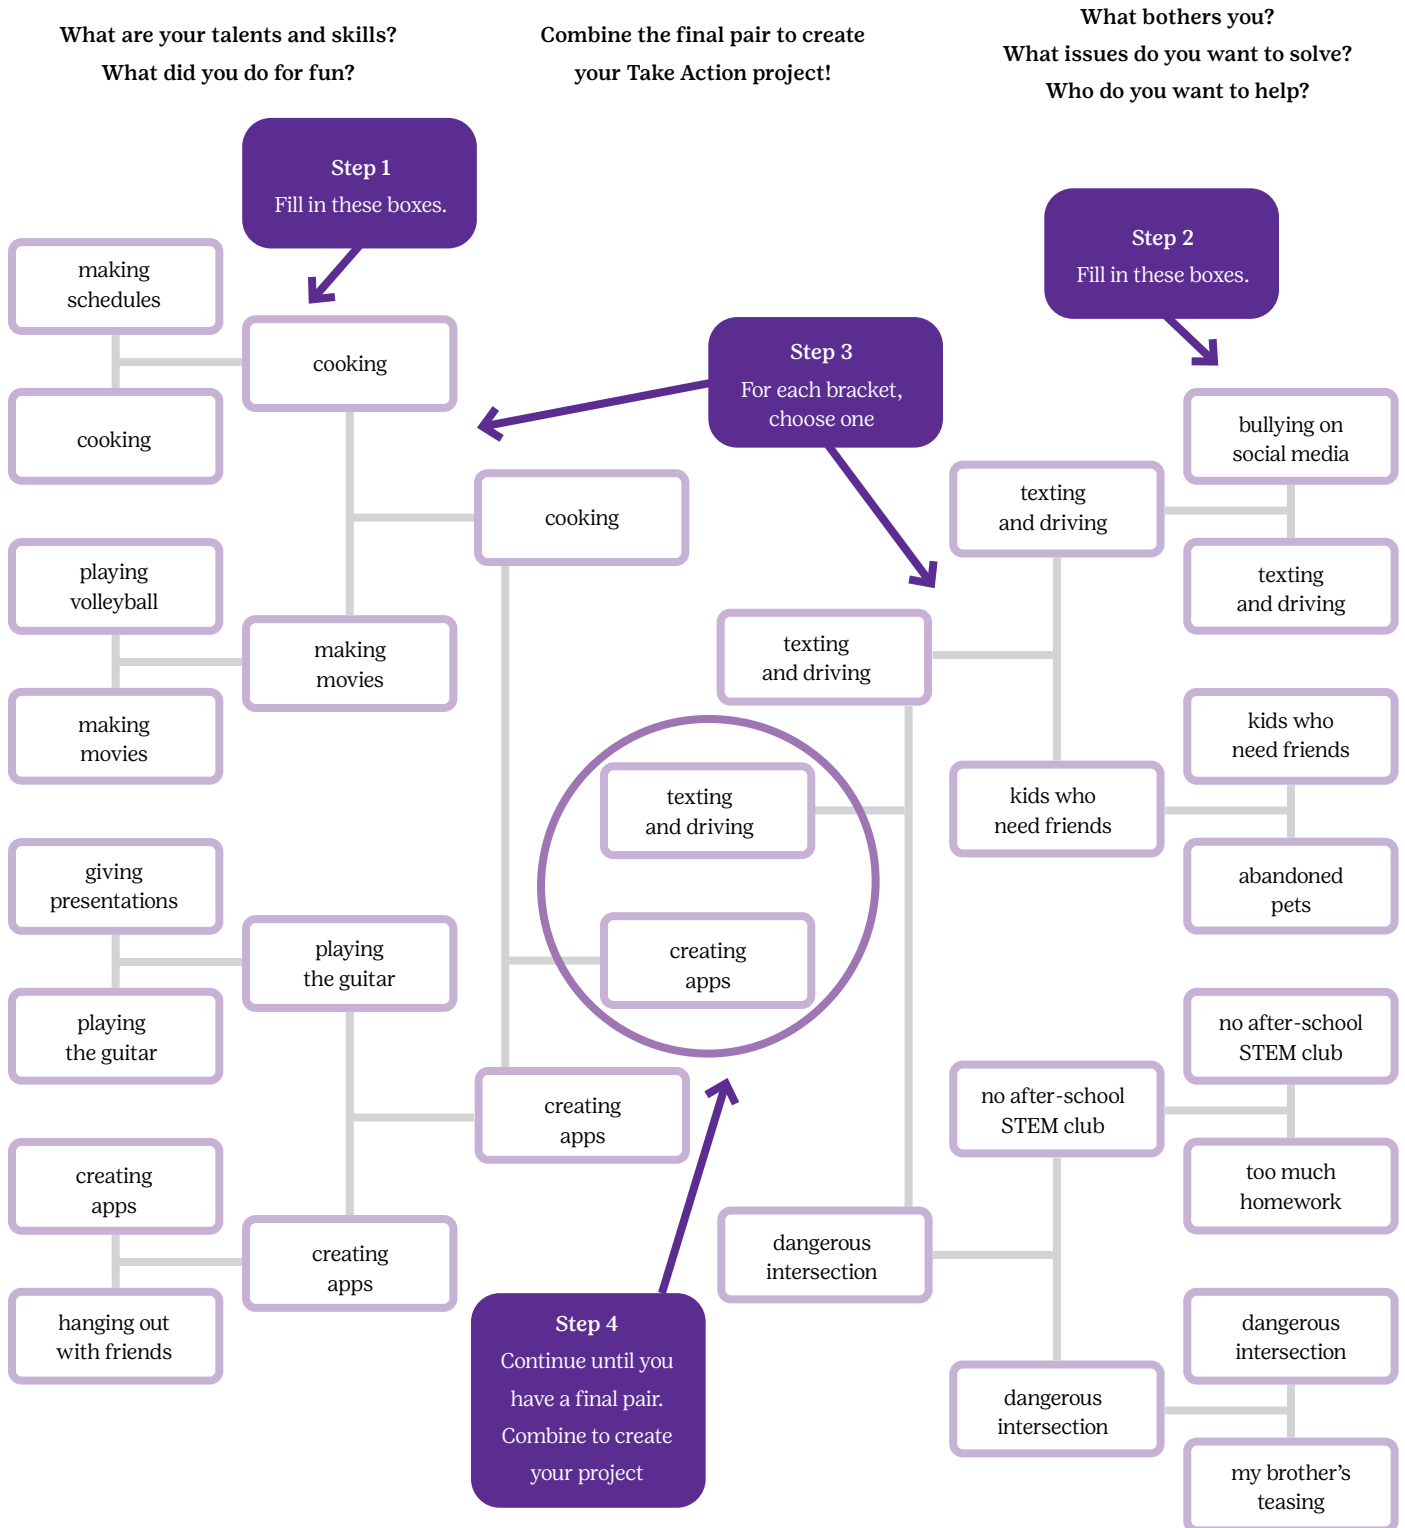 What are your talents and skills?
What did you do for fun?
Combine the final pair to create
your Take Action project!
What bothers you?
What issues do you want to solve?
Who do you want to help?
Step 1
Fill in these boxes.
making
schedules
cooking
cooking
playing
volleyball
making
movies
making
movies
cooking
giving
presentations
playing
the guitar
playing
the guitar
creating
apps
hanging out
with friends
creating
apps
creating
apps
Step 3
For each bracket,
choose one
texting
and driving
creating
apps
Step 4
Continue until you
have a final pair.
Combine to create
your project
texting
and driving
dangerous
intersection
Step 2
Fill in these boxes.
texting
and driving
bullying on
social media
texting
and driving
kids who
need friends
kids who
need friends
abandoned
pets
no after-school
STEM club
no after-school
STEM club
too much
homework
dangerous
intersection
dangerous
intersection
my brother’s
teasing